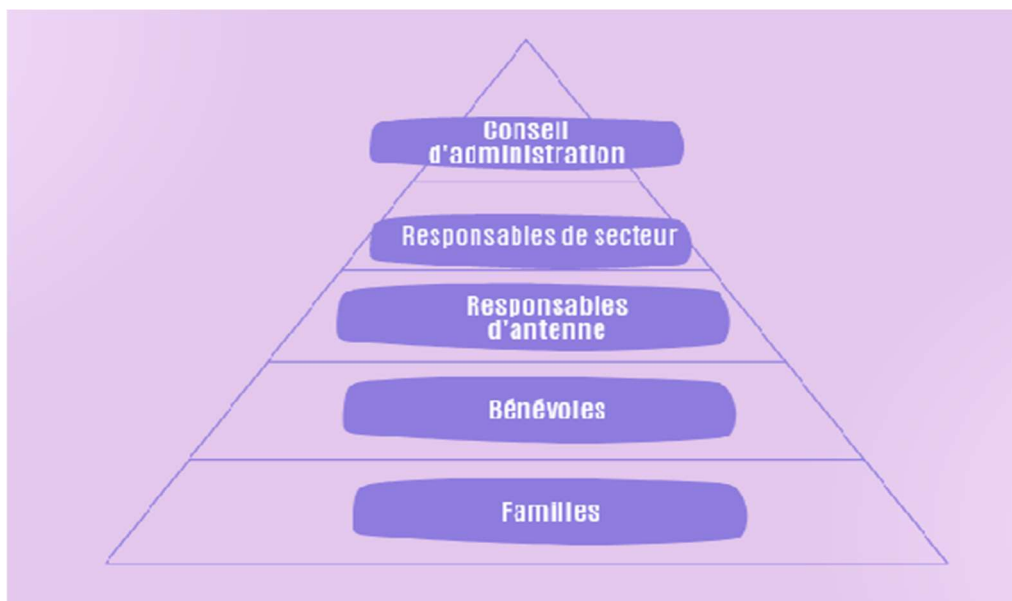 Conseil
d'administration
Responsables de secteur
Responsables
d'antenne
Bénévoles
Familles